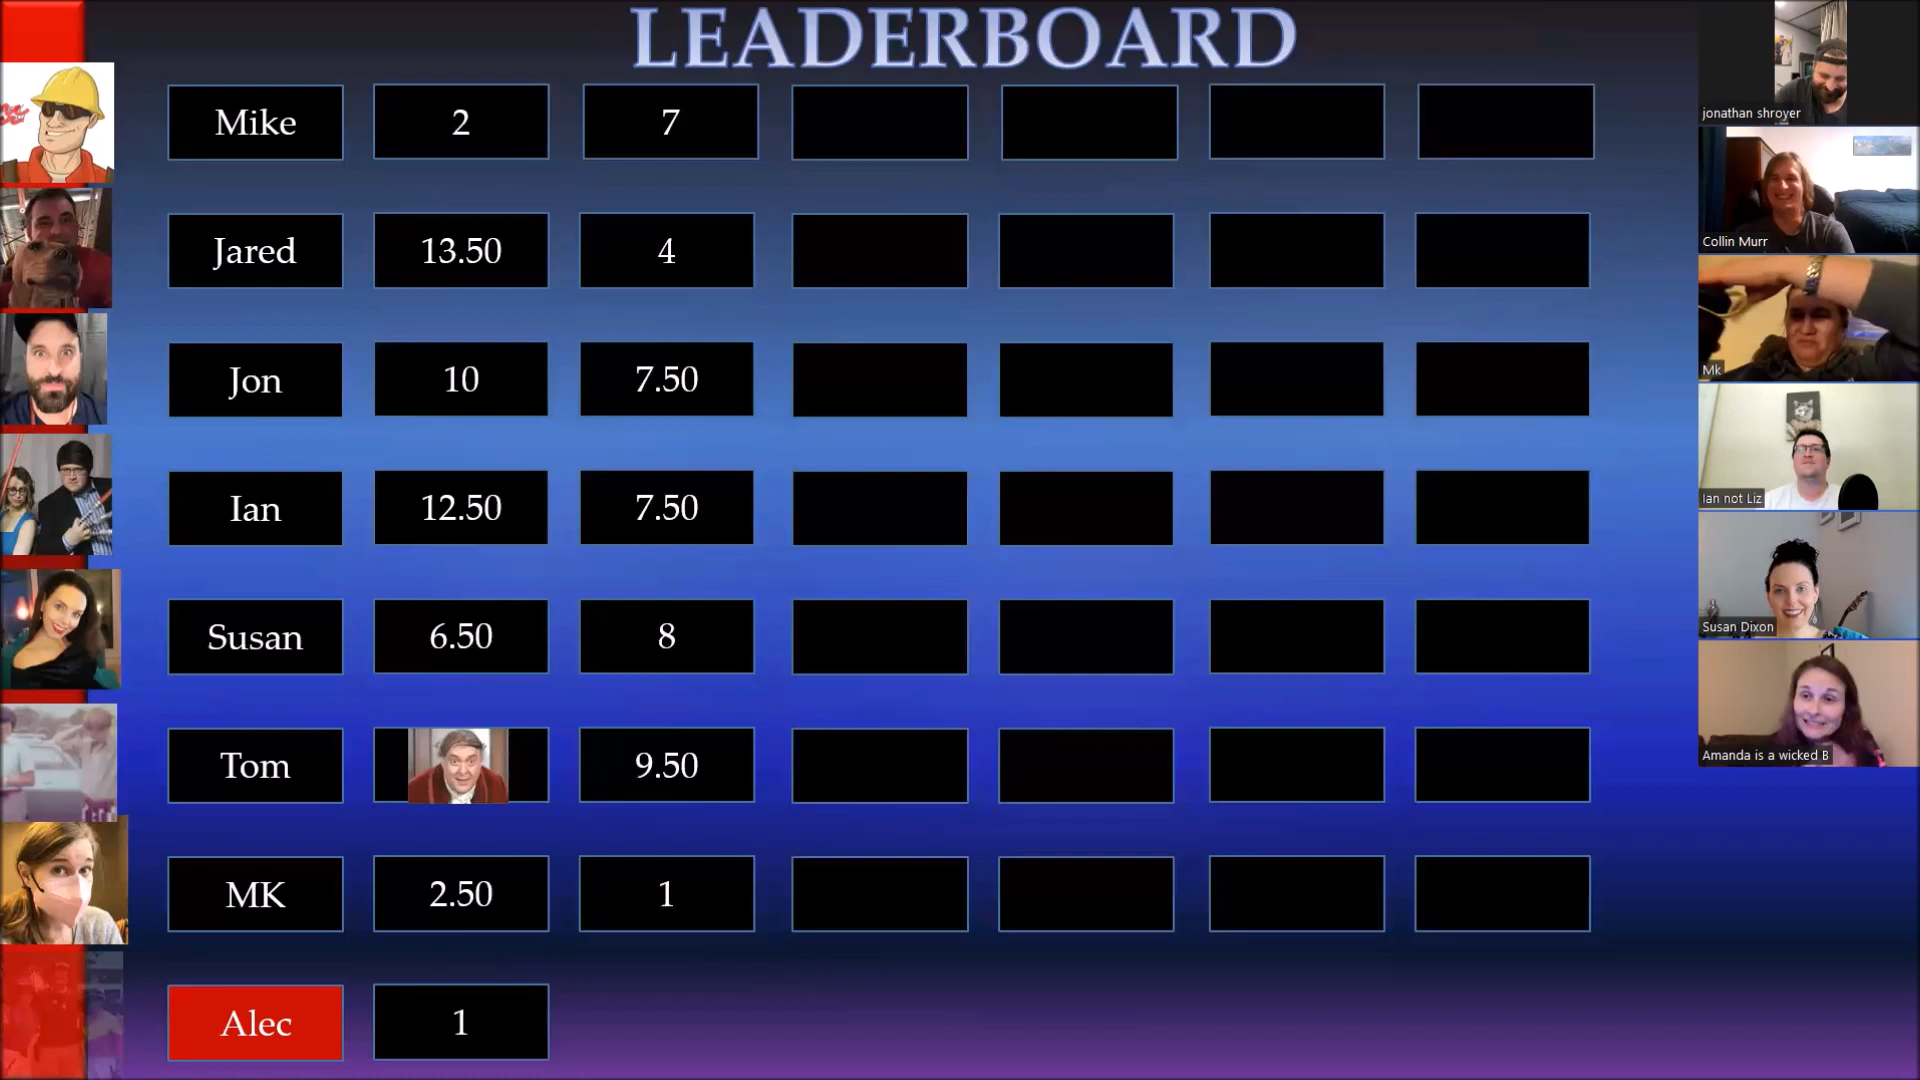 LEADERBOARD
Mike 2 7
Jared 13.50 4
Jon 10 7.50
Ian 12.50 7.50
Susan 6.50 8
Tom 9.50
MK 2.50 1
Alec 1
jonathan shroyer
Collin Murr
Mk
Ian not Liz
Susan Dixon
Amanda is a wicked B